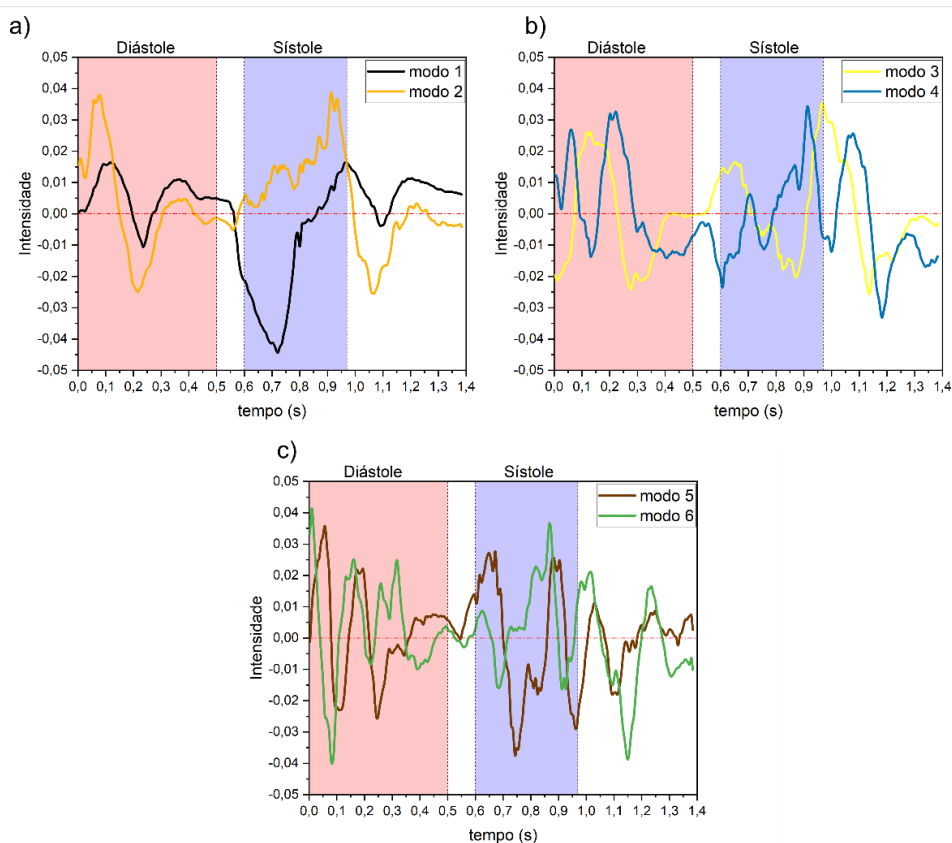 a)
Diástole Sístole
modo 1
modo 2
0,05
0,04
0,03
0,02
0,01
0,00
-0,01
-0,02
-0,03
-0,04
-0,05
Intensidade
0,0 0,1 0,2 0,3 0,4 0,5 0,6 0,7 0,8 0,9 1,0 1,1 1,2 1,3 1,4
tempo (s)
b)
Diástole Sístole
modo 3
modo 4
0,05
0,04
0,03
0,02
0,01
0,00
-0,01
-0,02
-0,03
-0,04
-0,05
Intensidade
0,0 0,1 0,2 0,3 0,4 0,5 0,6 0,7 0,8 0,9 1,0 1,1 1,2 1,3 1,4
tempo (s)
c)
Diástole Sístole
modo 5
modo 6
0,05
0,04
0,03
0,02
0,01
0,00
-0,01
-0,02
-0,03
-0,04
-0,05
Intensidade
0,0 0,1 0,2 0,3 0,4 0,5 0,6 0,7 0,8 0,9 1,0 1,1 1,2 1,3 1,4
tempo (s)